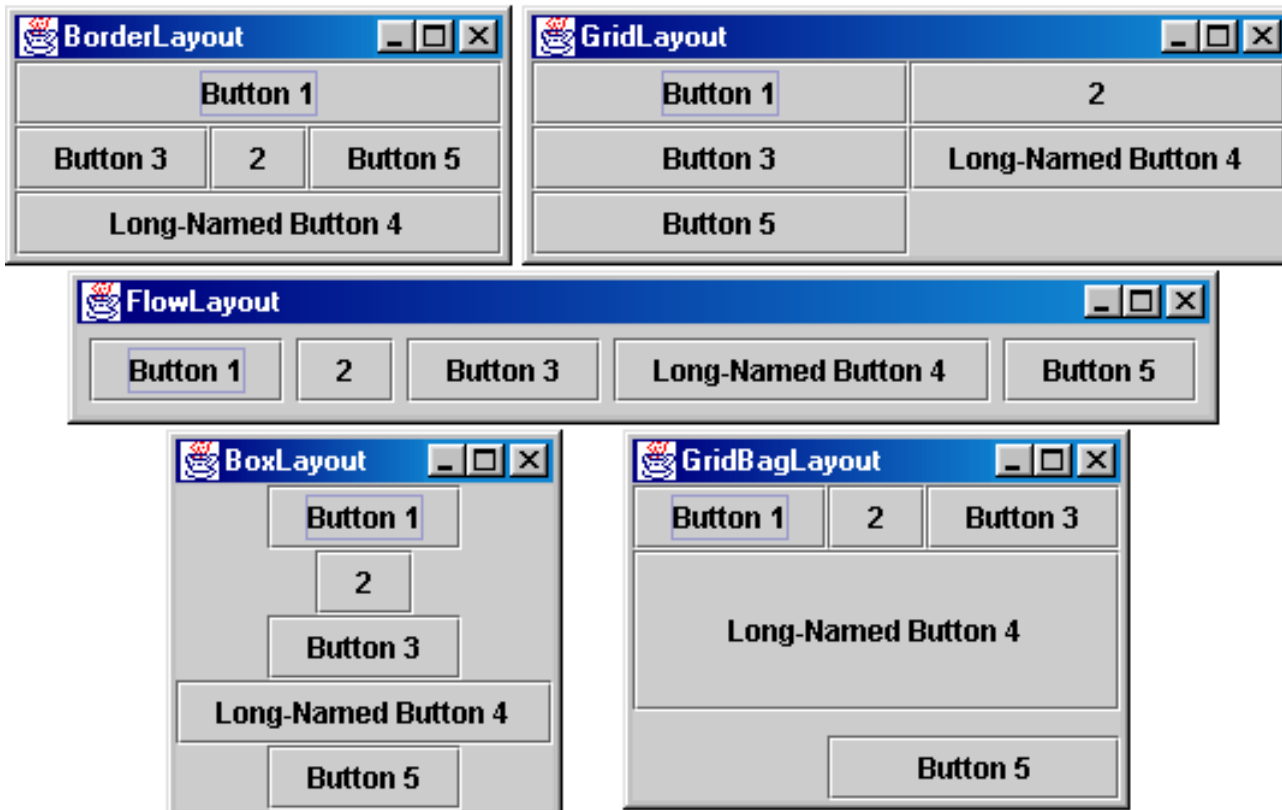 BorderLayout
Button 1
Button 3 2 Button 5
Long-Named Button 4
GridLayout
Button 1 2
Button 3 Long-Named Button 4
Button 5
FlowLayout
Button 1 2 Button 3 Long-Named Button 4 Button 5
BoxLayout
Button 1
2
Button 3
Long-Named Button 4
Button 5
GridBagLayout
Button 1 2 Button 3
Long-Named Button 4
Button 5